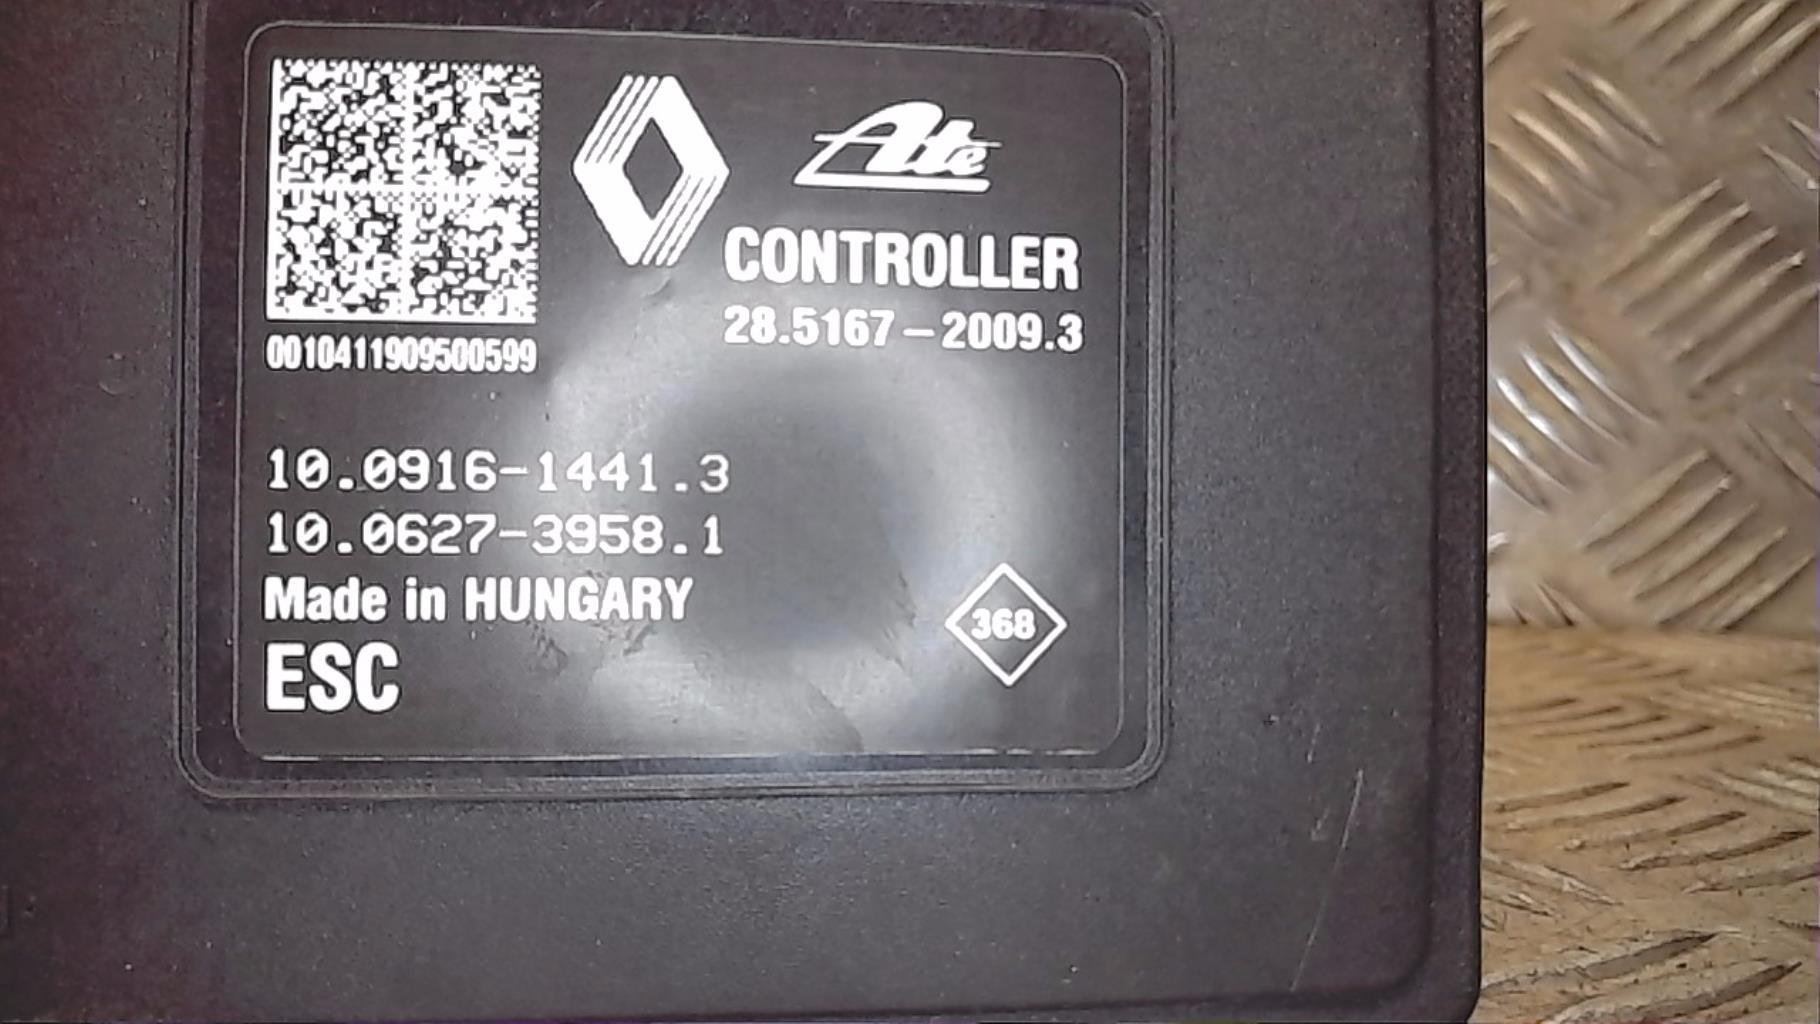 Ate
CONTROLLER
28.5167-2009.3
0010411909500599
10.0916-1441.3
10.0627-3958.1
Made in HUNGARY
ESC
368